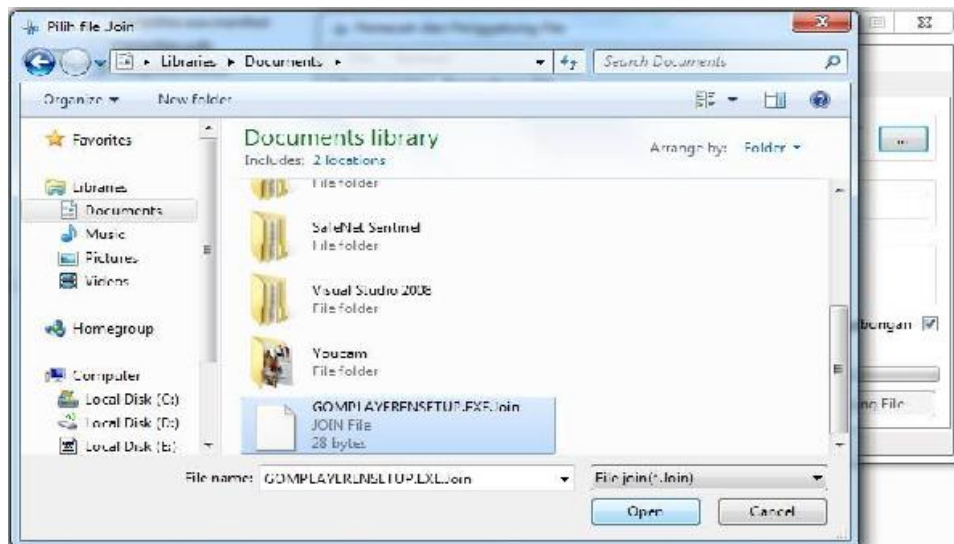 Pilih file Join
Libraries ▸ Documents ▸
Search Documents
Organize
New folder
Favorites
Libraries
Documents
Music
Pictures
Videos
Homegroup
Computer
Local Disk (C:)
Local Disk (D:)
Local Disk (E:)
Documents library
Includes: 2 locations
Arrange by: Folder
File folder
SafeNet Sentinel
File folder
Visual Studio 2008
File folder
Youcam
File folder
GOMPLAYERENSETUP.EXE.Join
JOIN File
28 bytes
File name: GOMPLAYERENSETUP.EXE.Join
File join(*.Join)
Open
Cancel
...
bungan
ng File